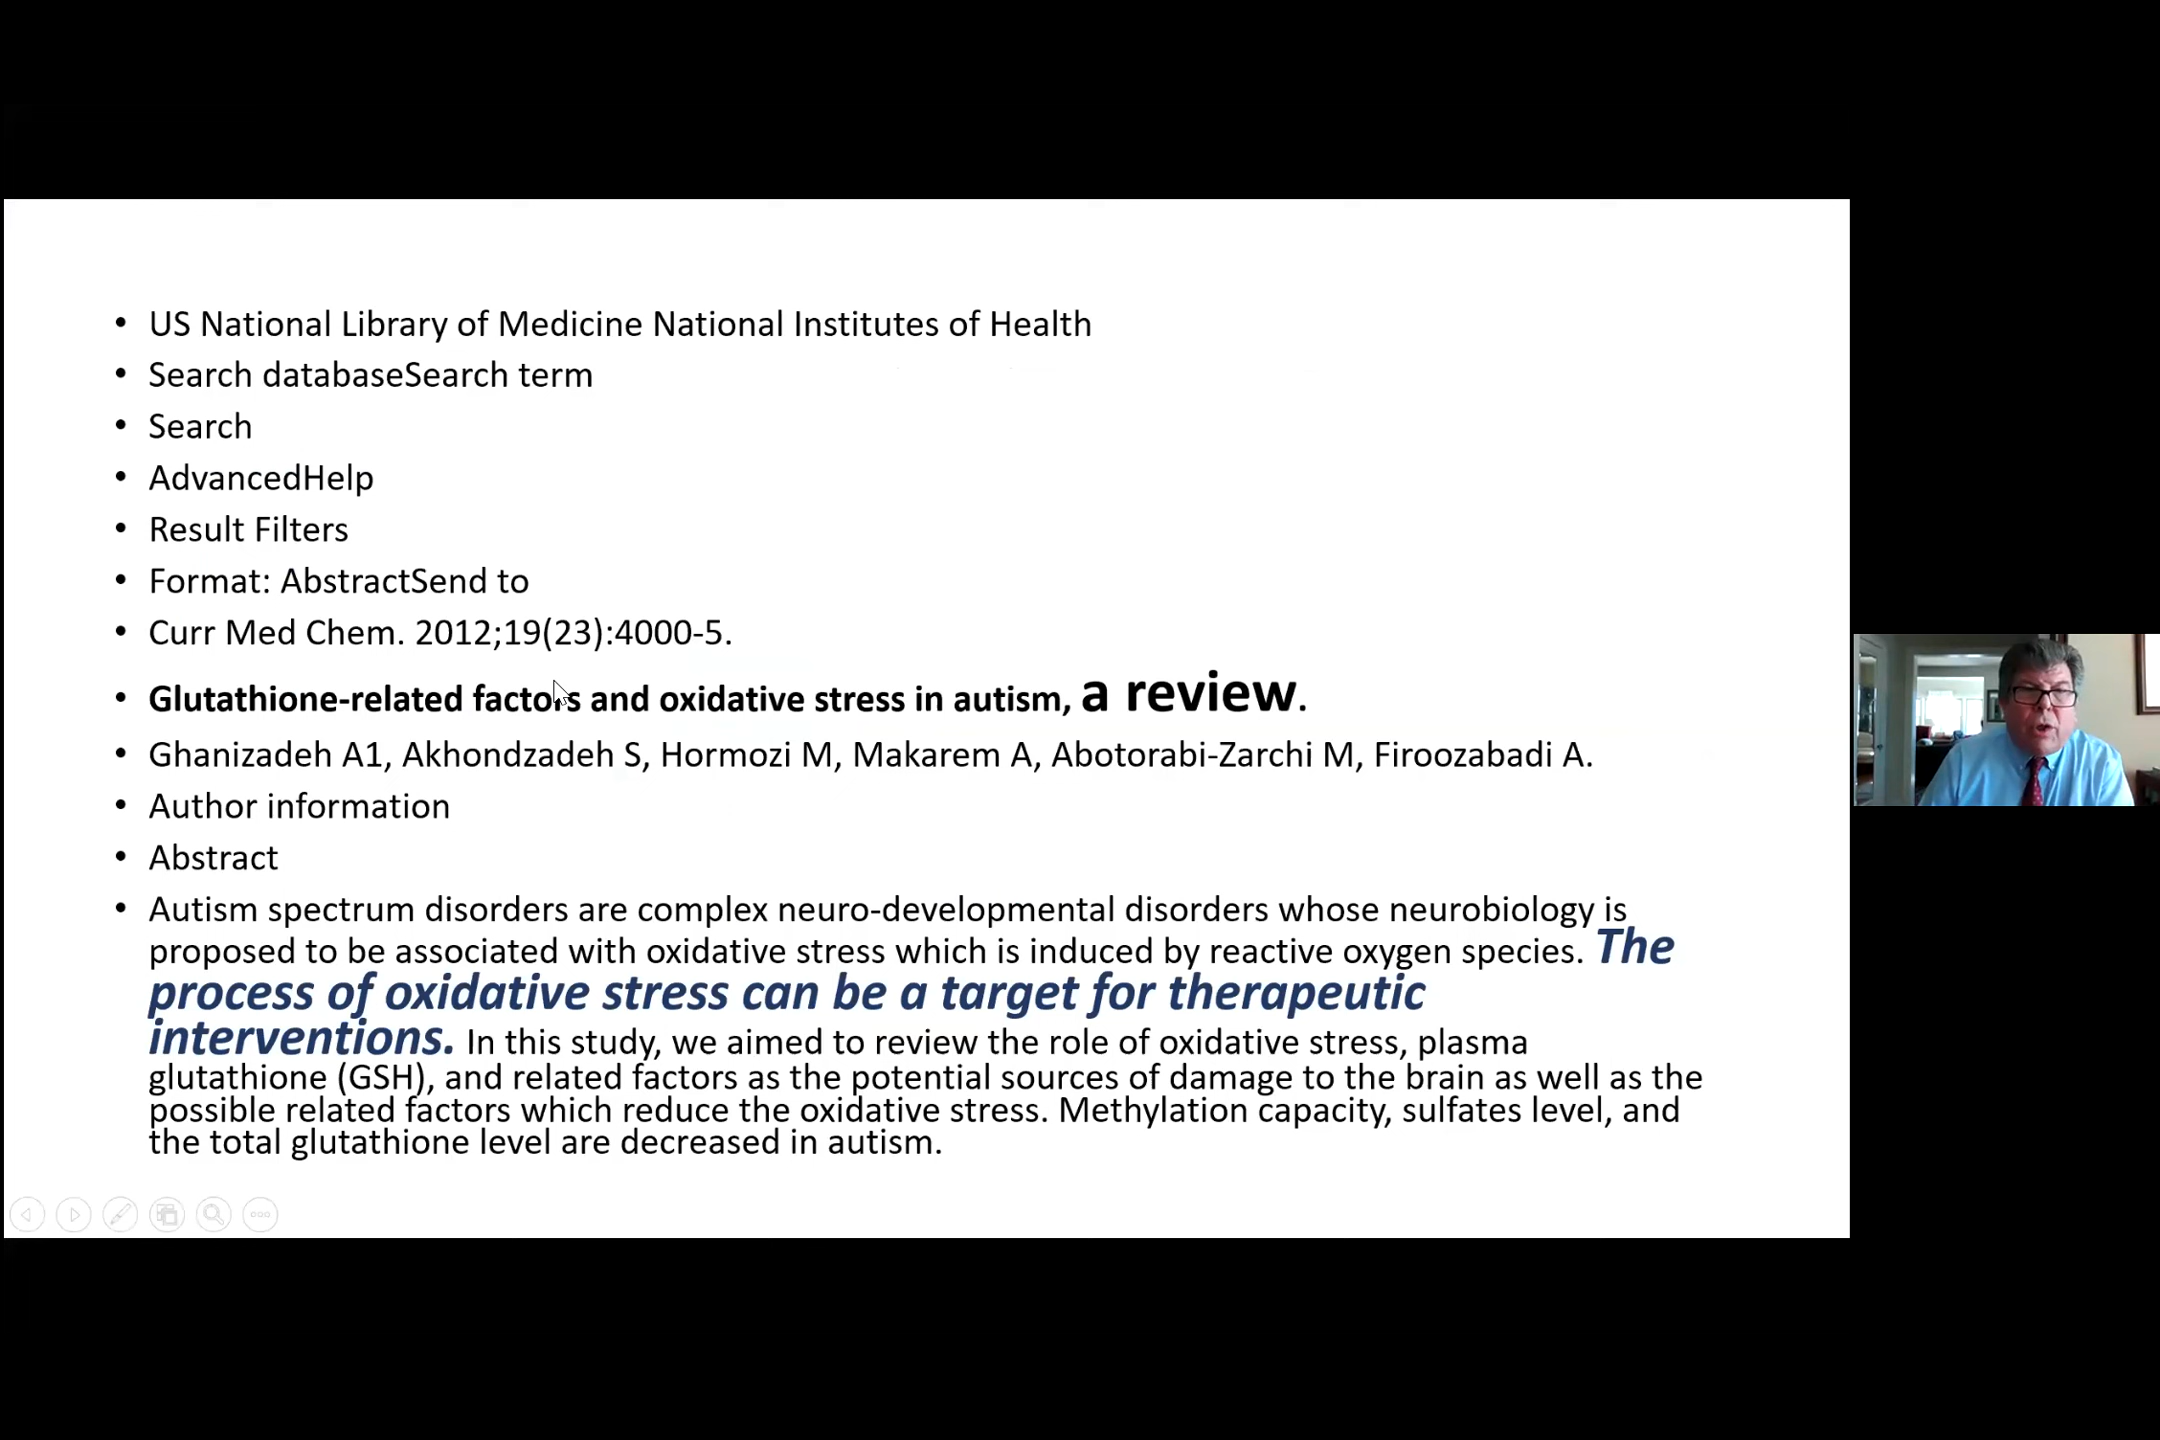 US National Library of Medicine National Institutes of Health
Search databaseSearch term
Search
AdvancedHelp
Result Filters
Format: AbstractSend to
Curr Med Chem. 2012;19(23):4000-5.
Glutathione-related factors and oxidative stress in autism, a review.
Ghanizadeh A1, Akhondzadeh S, Hormozi M, Makarem A, Abotorabi-Zarchi M, Firoozabadi A.
Author information
Abstract
Autism spectrum disorders are complex neuro-developmental disorders whose neurobiology is
proposed to be associated with oxidative stress which is induced by reactive oxygen species. The
process of oxidative stress can be a target for therapeutic
interventions. In this study, we aimed to review the role of oxidative stress, plasma
glutathione (GSH), and related factors as the potential sources of damage to the brain as well as the
possible related factors which reduce the oxidative stress. Methylation capacity, sulfates level, and
the total glutathione level are decreased in autism.